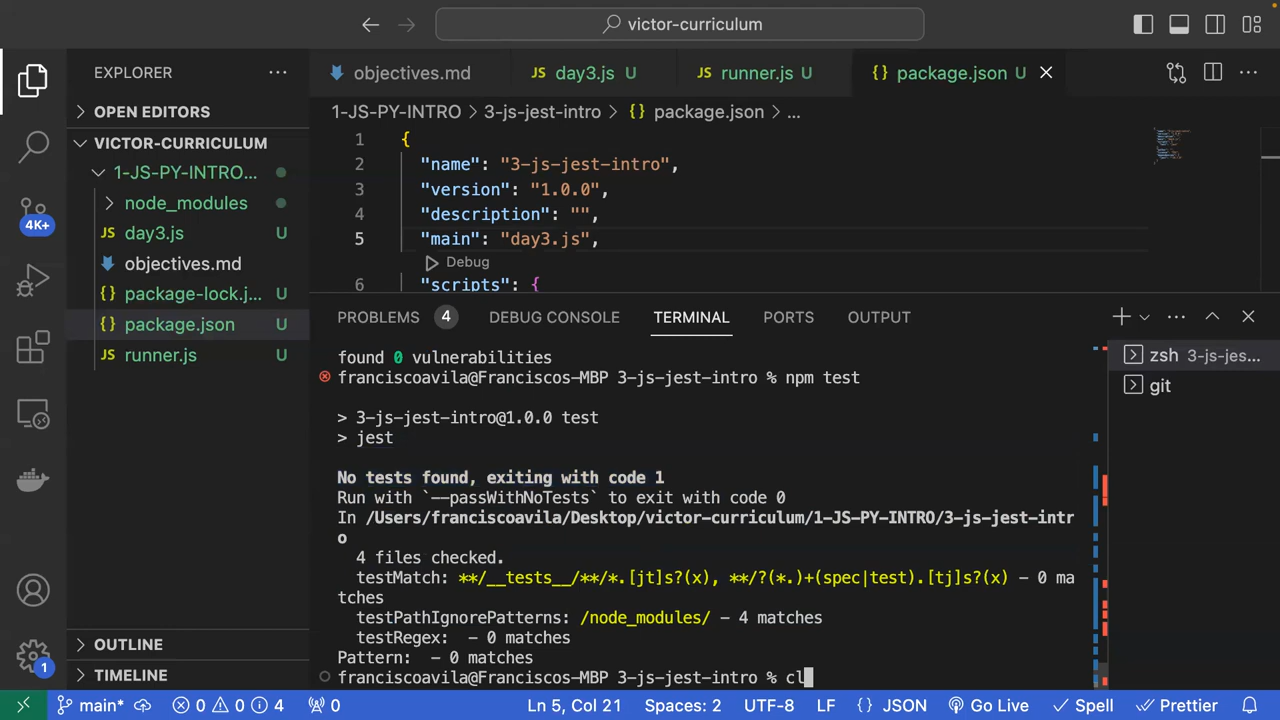 victor-curriculum
EXPLORER
objectives.md
day3.js U
runner.js U
package.json U
OPEN EDITORS
1-JS-PY-INTRO > 3-js-jest-intro > {} package.json > ...
VICTOR-CURRICULUM
1-JS-PY-INTRO...
node_modules
JS day3.js U
objectives.md
{} package-lock.j... U
{} package.json U
JS runner.js U
4K+
1 {
2 "name": "3-js-jest-intro",
3 "version": "1.0.0",
4 "description": "",
5 "main": "day3.js",
Debug
6 "scripts": {
PROBLEMS 4 DEBUG CONSOLE TERMINAL PORTS OUTPUT
found 0 vulnerabilities
franciscoavila@Franciscos-MBP 3-js-jest-intro % npm test
> 3-js-jest-intro@1.0.0 test
> jest
No tests found, exiting with code 1
Run with `--passWithNoTests` to exit with code 0
In /Users/franciscoavila/Desktop/victor-curriculum/1-JS-PY-INTRO/3-js-jest-intr
o
4 files checked.
testMatch: **/__tests__/**/*.[jt]s?(x), **/?(*.)+(spec|test).[tj]s?(x) - 0 ma
tches
testPathIgnorePatterns: /node_modules/ - 4 matches
testRegex:  - 0 matches
Pattern:  - 0 matches
franciscoavila@Franciscos-MBP 3-js-jest-intro % cl
zsh 3-js-jes...
git
OUTLINE
TIMELINE
1
main* 0 0 4 0 Ln 5, Col 21 Spaces: 2 UTF-8 LF {} JSON Go Live Spell Prettier